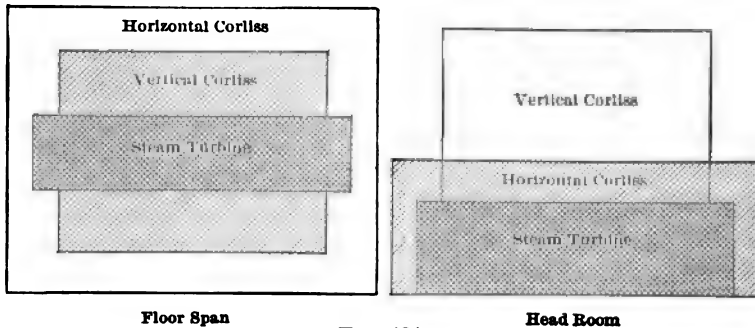 Horizontal Corliss
Vertical Corliss
Steam Turbine
Vertical Corliss
Horizontal Corliss
Steam Turbine
Floor Span
Head Room